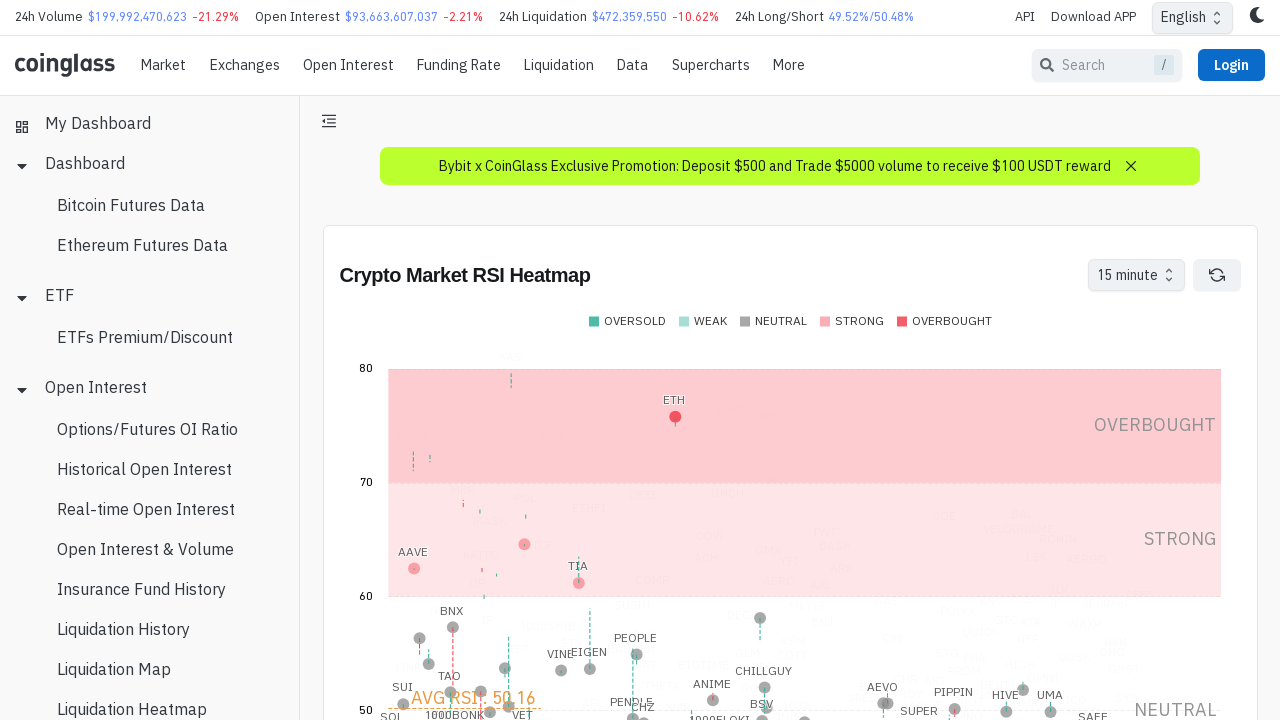 24h Volume $199,992,470,623 -21.29% Open Interest $93,663,607,037 -2.21% 24h Liquidation $472,359,550 -10.62% 24h Long/Short 49.52%/50.48% API Download APP English
coinglass Market Exchanges Open Interest Funding Rate Liquidation Data Supercharts More Search / Login
My Dashboard
Dashboard
Bitcoin Futures Data
Ethereum Futures Data
ETF
ETFs Premium/Discount
Open Interest
Options/Futures OI Ratio
Historical Open Interest
Real-time Open Interest
Open Interest & Volume
Insurance Fund History
Liquidation History
Liquidation Map
Liquidation Heatmap
Bybit x CoinGlass Exclusive Promotion: Deposit $500 and Trade $5000 volume to receive $100 USDT reward
Crypto Market RSI Heatmap 15 minute
OVERSOLD WEAK NEUTRAL STRONG OVERBOUGHT
80
ETH
OVERBOUGHT
70
STRONG
AAVE
TIA
60
BNX
PEOPLE
VINE
EIGEN
CHILLGUY
TAO
SUI
ANIME
AEVO
PIPPIN
HIVE
UMA
AVG RSI: 50.16
PENDLE
BSV
SUPER
50
NEUTRAL
VET
SAFE